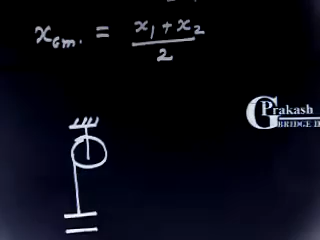 x_cm. = x₁ + x₂ / 2
Prakash
BRIDGE